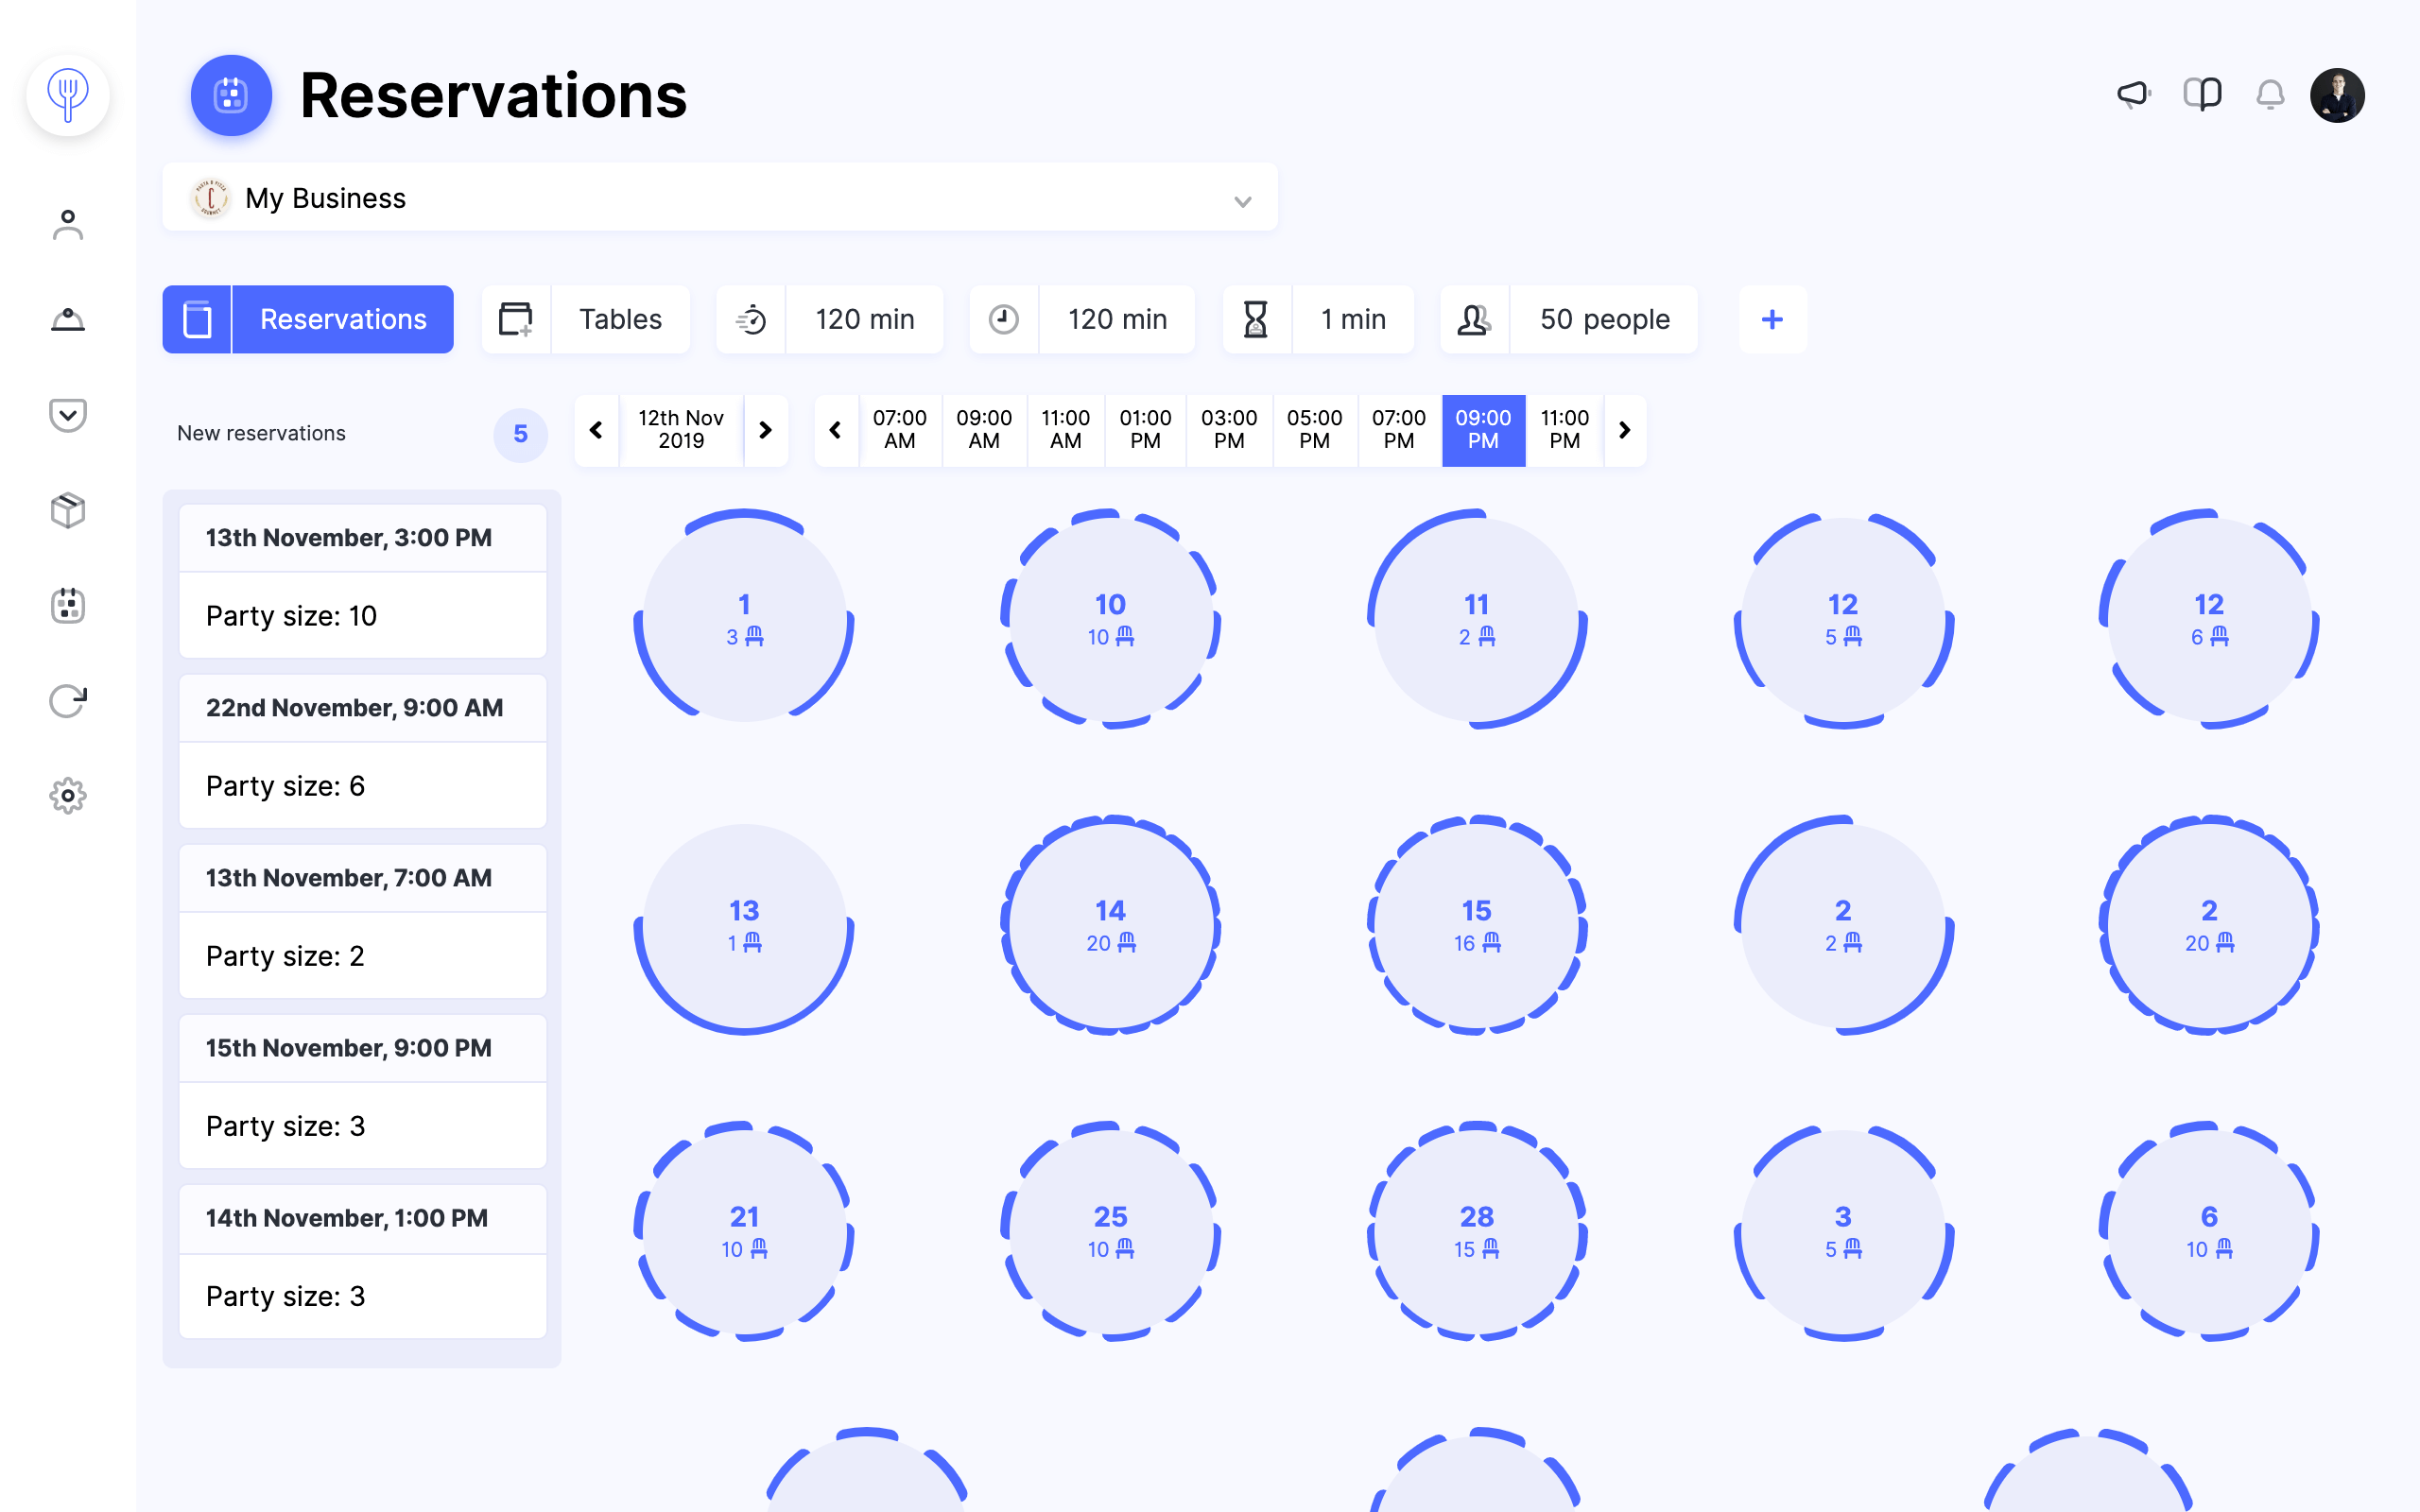 Reservations
My Business
Reservations
Tables
120 min
120 min
1 min
50 people
+
New reservations
5
12th Nov
2019
07:00
AM
09:00
AM
11:00
AM
01:00
PM
03:00
PM
05:00
PM
07:00
PM
09:00
PM
11:00
PM
13th November, 3:00 PM
Party size: 10
22nd November, 9:00 AM
Party size: 6
13th November, 7:00 AM
Party size: 2
15th November, 9:00 PM
Party size: 3
14th November, 1:00 PM
Party size: 3
1
3
10
10
11
2
12
5
12
6
13
1
14
20
15
16
2
2
2
20
21
10
25
10
28
15
3
5
6
10